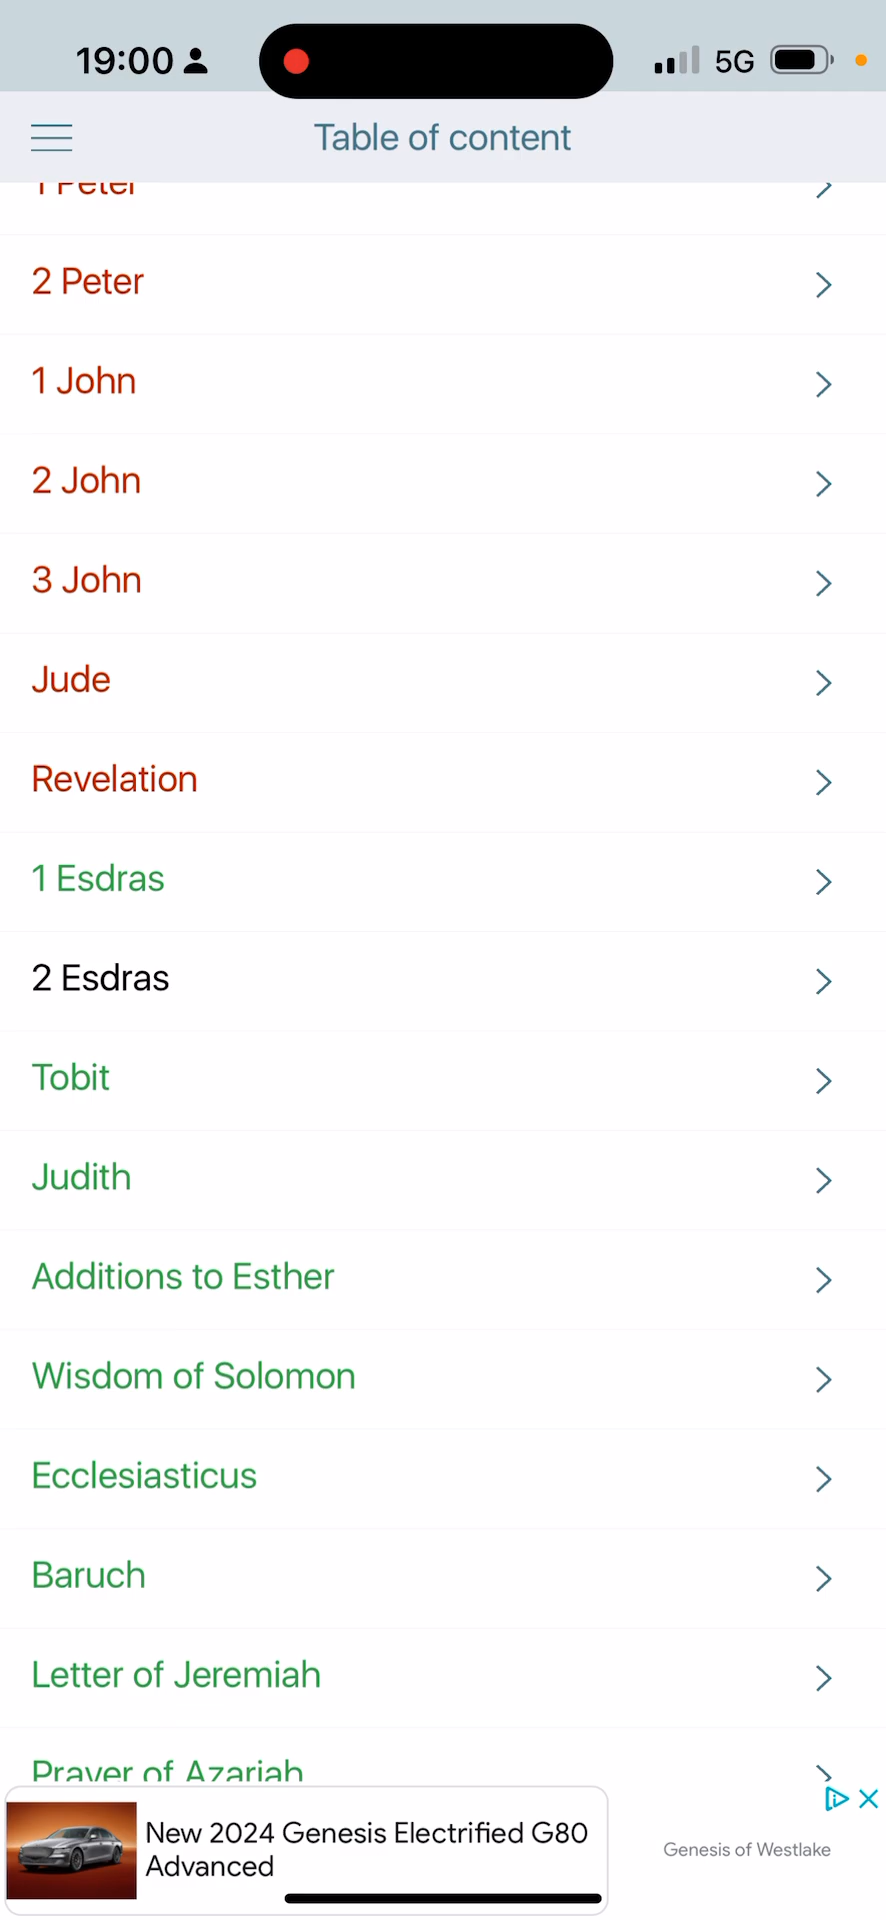 19:00
5G
Table of content
1 Peter
2 Peter
1 John
2 John
3 John
Jude
Revelation
1 Esdras
2 Esdras
Tobit
Judith
Additions to Esther
Wisdom of Solomon
Ecclesiasticus
Baruch
Letter of Jeremiah
Prayer of Azariah
New 2024 Genesis Electrified G80
Advanced
Genesis of Westlake